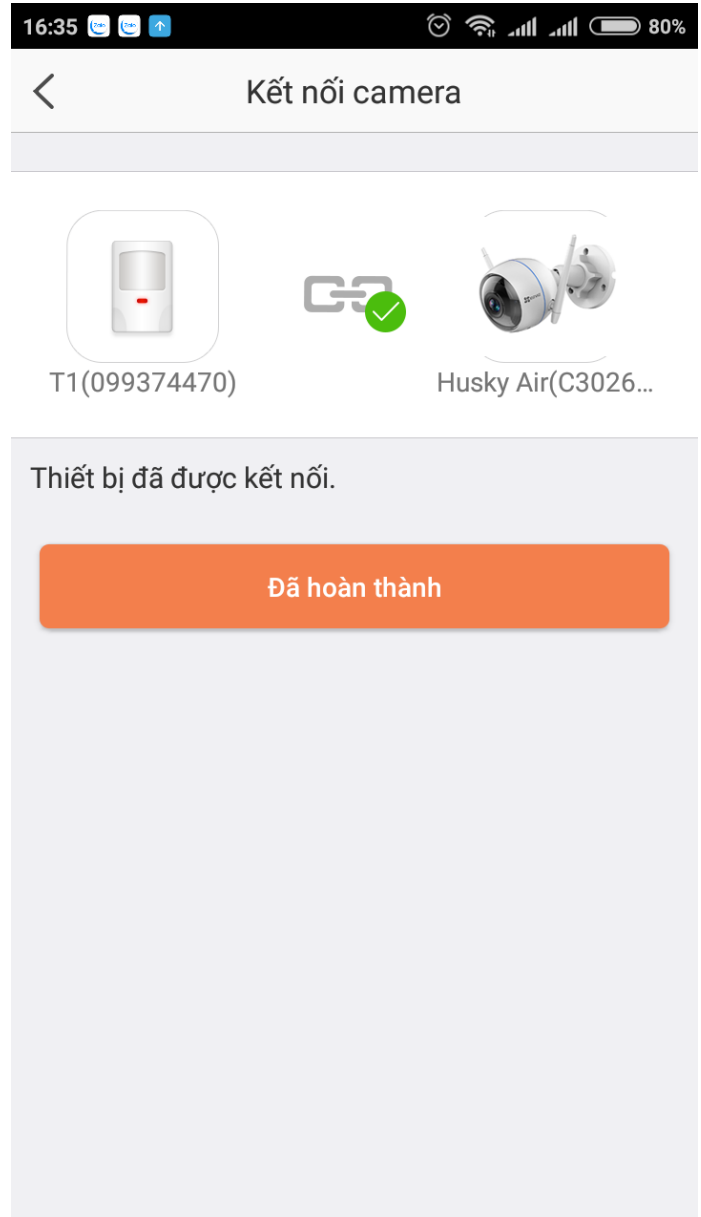 16:35
80%
Kết nối camera
T1(099374470)
Husky Air(C3026...
Thiết bị đã được kết nối.
Đã hoàn thành